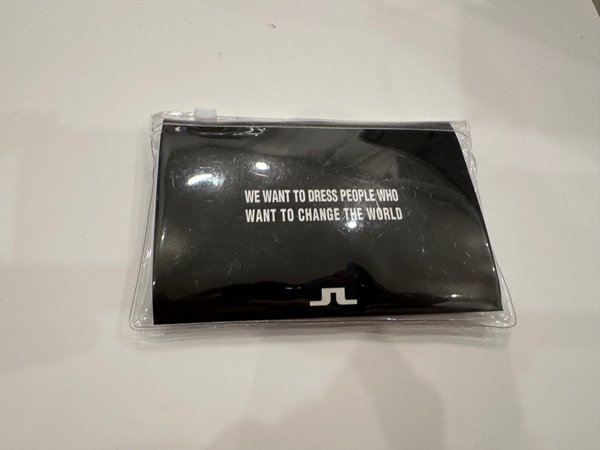 WE WANT TO DRESS PEOPLE WHO
WANT TO CHANGE THE WORLD